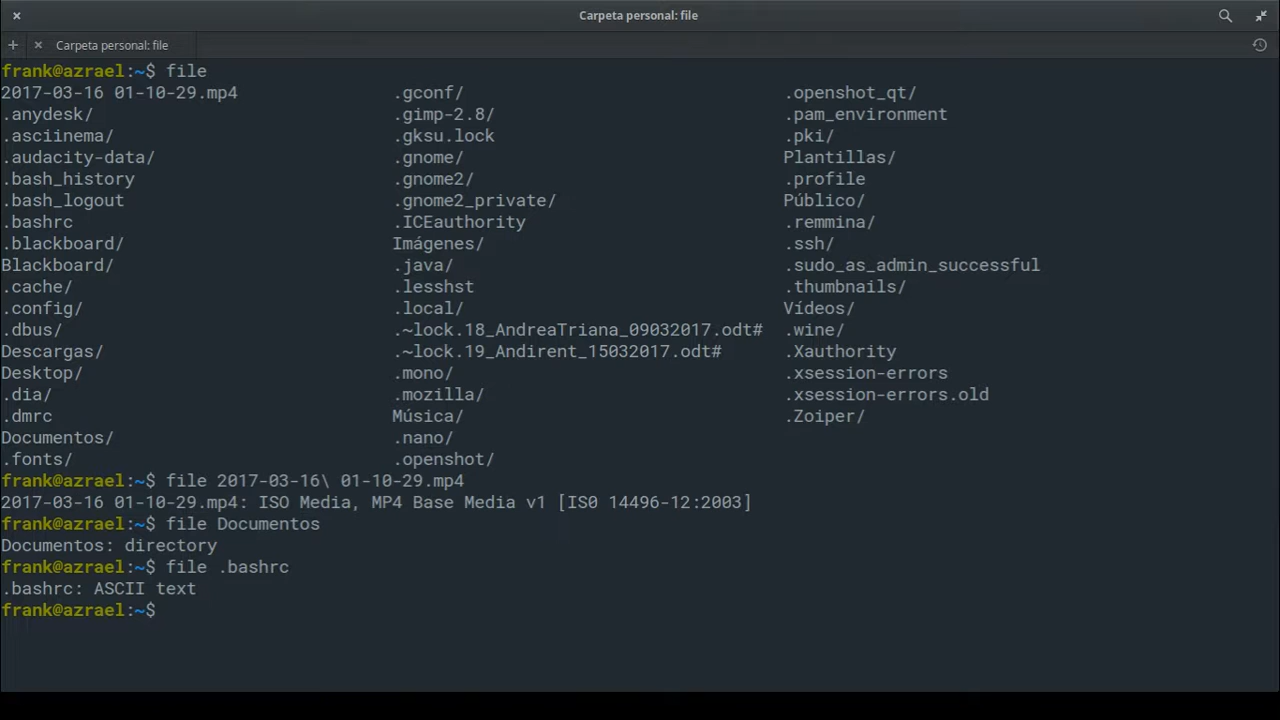 Carpeta personal: file
Carpeta personal: file
frank@azrael:~$ file
2017-03-16 01-10-29.mp4 .gconf/ .openshot_qt/
.anydesk/ .gimp-2.8/ .pam_environment
.asciinema/ .gksu.lock .pki/
.audacity-data/ .gnome/ Plantillas/
.bash_history .gnome2/ .profile
.bash_logout .gnome2_private/ Público/
.bashrc .ICEauthority .remmina/
.blackboard/ Imágenes/ .ssh/
Blackboard/ .java/ .sudo_as_admin_successful
.cache/ .lesshst .thumbnails/
.config/ .local/ Vídeos/
.dbus/ .~lock.18_AndreaTriana_09032017.odt# .wine/
Descargas/ .~lock.19_Andirent_15032017.odt# .Xauthority
Desktop/ .mono/ .xsession-errors
.dia/ .mozilla/ .xsession-errors.old
.dmrc Música/ .Zoiper/
Documentos/ .nano/
.fonts/ .openshot/
frank@azrael:~$ file 2017-03-16\ 01-10-29.mp4
2017-03-16 01-10-29.mp4: ISO Media, MP4 Base Media v1 [IS0 14496-12:2003]
frank@azrael:~$ file Documentos
Documentos: directory
frank@azrael:~$ file .bashrc
.bashrc: ASCII text
frank@azrael:~$